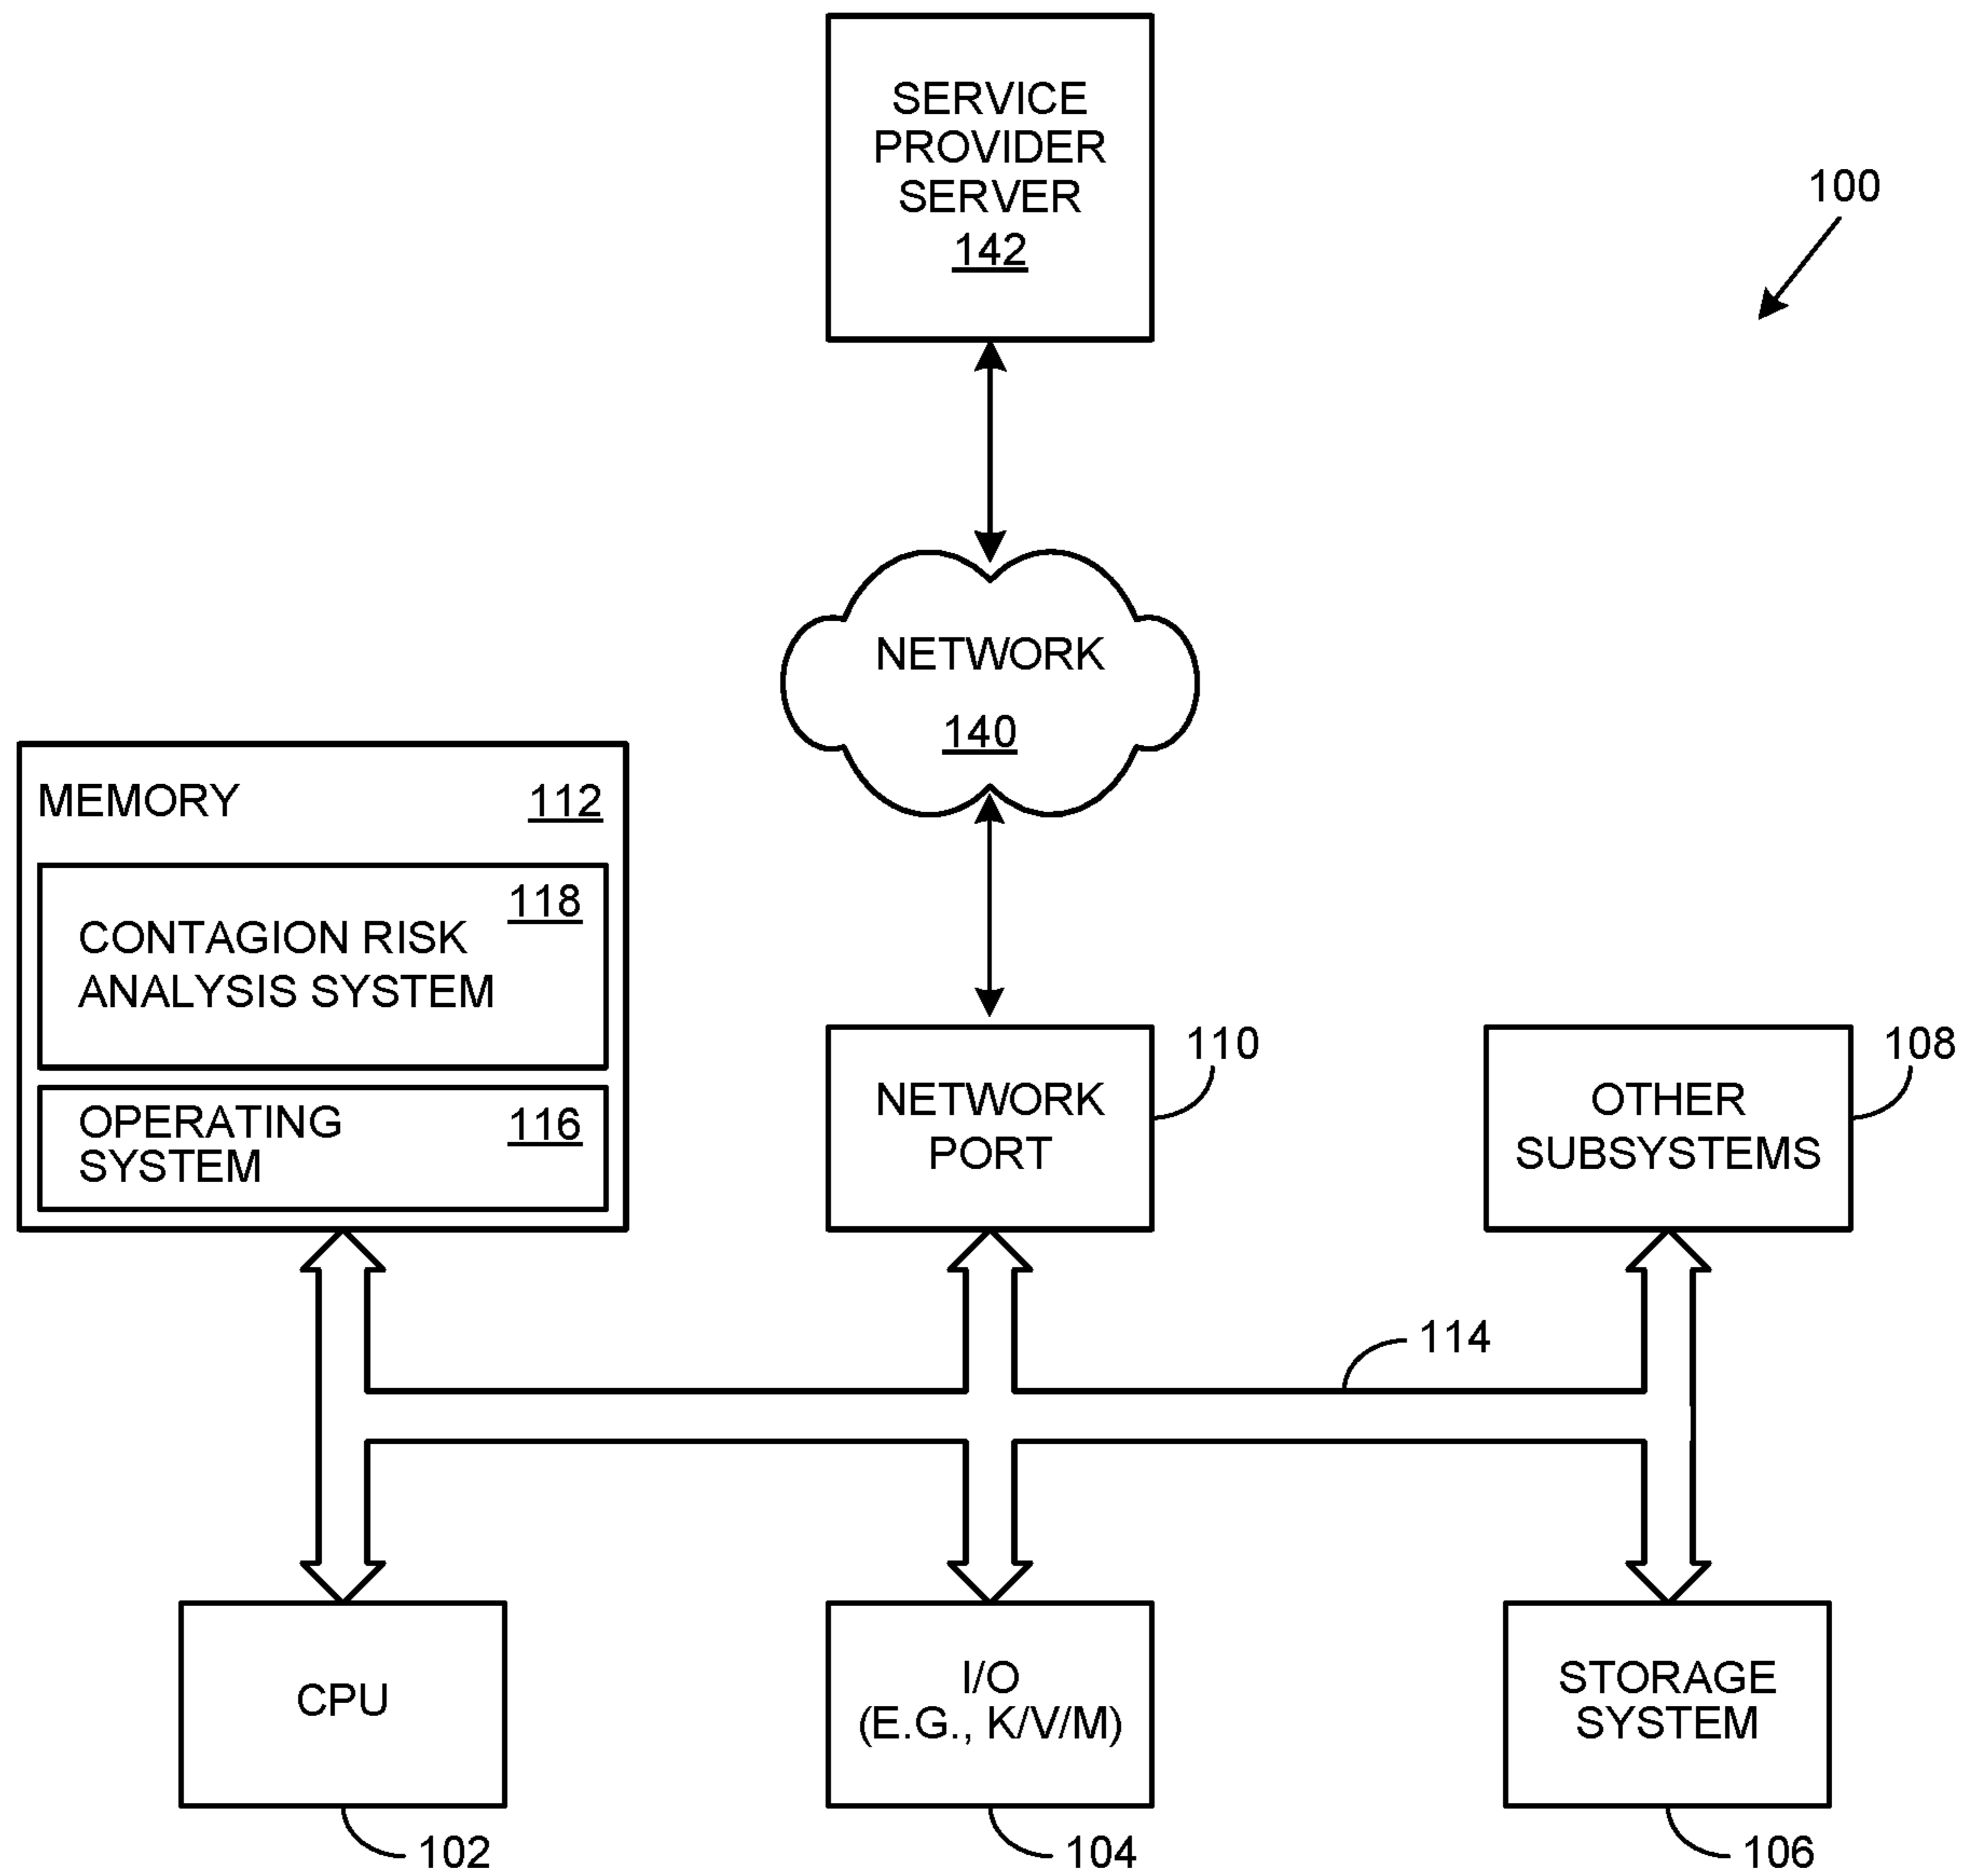 SERVICE
PROVIDER
SERVER
142
100
NETWORK
140
MEMORY 112
118
CONTAGION RISK
ANALYSIS SYSTEM
OPERATING
SYSTEM
116
110
NETWORK
PORT
108
OTHER
SUBSYSTEMS
114
CPU
I/O
(E.G., K/V/M)
STORAGE
SYSTEM
102
104
106